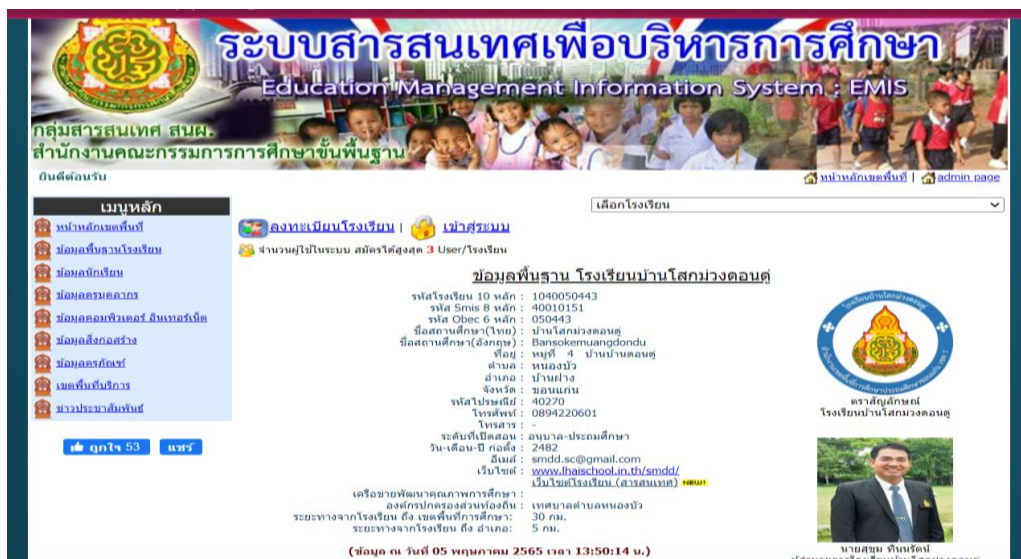 ระบบสารสนเทศเพื่อบริหารการศึกษา
Education Management Information System : EMIS
กลุ่มสารสนเทศ สนผ.
สำนักงานคณะกรรมการการศึกษาขั้นพื้นฐาน
ยินดีต้อนรับ
หน้าหลักเขตพื้นที่ | admin page
เลือกโรงเรียน
เมนูหลัก
หน้าหลักเขตพื้นที่
ข้อมูลพื้นฐานโรงเรียน
ข้อมูลนักเรียน
ข้อมูลครูบุคลากร
ข้อมูลคอมพิวเตอร์ อินเทอร์เน็ต
ข้อมูลสิ่งก่อสร้าง
ข้อมูลครุภัณฑ์
เขตพื้นที่บริการ
ข่าวประชาสัมพันธ์
ถูกใจ 53 แชร์
ลงทะเบียนโรงเรียน | เข้าสู่ระบบ
จำนวนผู้ใช้ในระบบ สมัครได้สูงสุด 3 User/โรงเรียน
ข้อมูลพื้นฐาน โรงเรียนบ้านโสกม่วงดอนดู่
รหัสโรงเรียน 10 หลัก : 1040050443
รหัส Smis 8 หลัก : 40010151
รหัส Obec 6 หลัก : 050443
ชื่อสถานศึกษา(ไทย) : บ้านโสกม่วงดอนดู่
ชื่อสถานศึกษา(อังกฤษ) : Bansokemuangdondu
ที่อยู่ : หมู่ที่ 4 บ้านบ้านดอนดู่
ตำบล : หนองบัว
อำเภอ : บ้านฝาง
จังหวัด : ขอนแก่น
รหัสไปรษณีย์ : 40270
โทรศัพท์ : 0894220601
โทรสาร : -
ระดับที่เปิดสอน : อนุบาล-ประถมศึกษา
วัน-เดือน-ปี ก่อตั้ง : 2482
อีเมล์ : smdd.sc@gmail.com
เว็บไซต์ : www.lhaischool.in.th/smdd/
เว็บไซต์โรงเรียน (สารสนเทศ) NEW!
เครือข่ายพัฒนาคุณภาพการศึกษา :
องค์กรปกครองส่วนท้องถิ่น : เทศบาลตำบลหนองบัว
ระยะทางจากโรงเรียน ถึง เขตพื้นที่การศึกษา: 30 กม.
ระยะทางจากโรงเรียน ถึง อำเภอ: 5 กม.
(ข้อมูล ณ วันที่ 05 พฤษภาคม 2565 เวลา 13:50:14 น.)
โรงเรียนบ้านโสกม่วงดอนดู่
ตราสัญลักษณ์
โรงเรียนบ้านโสกม่วงดอนดู่
นายสุขุม ทินนรัตน์